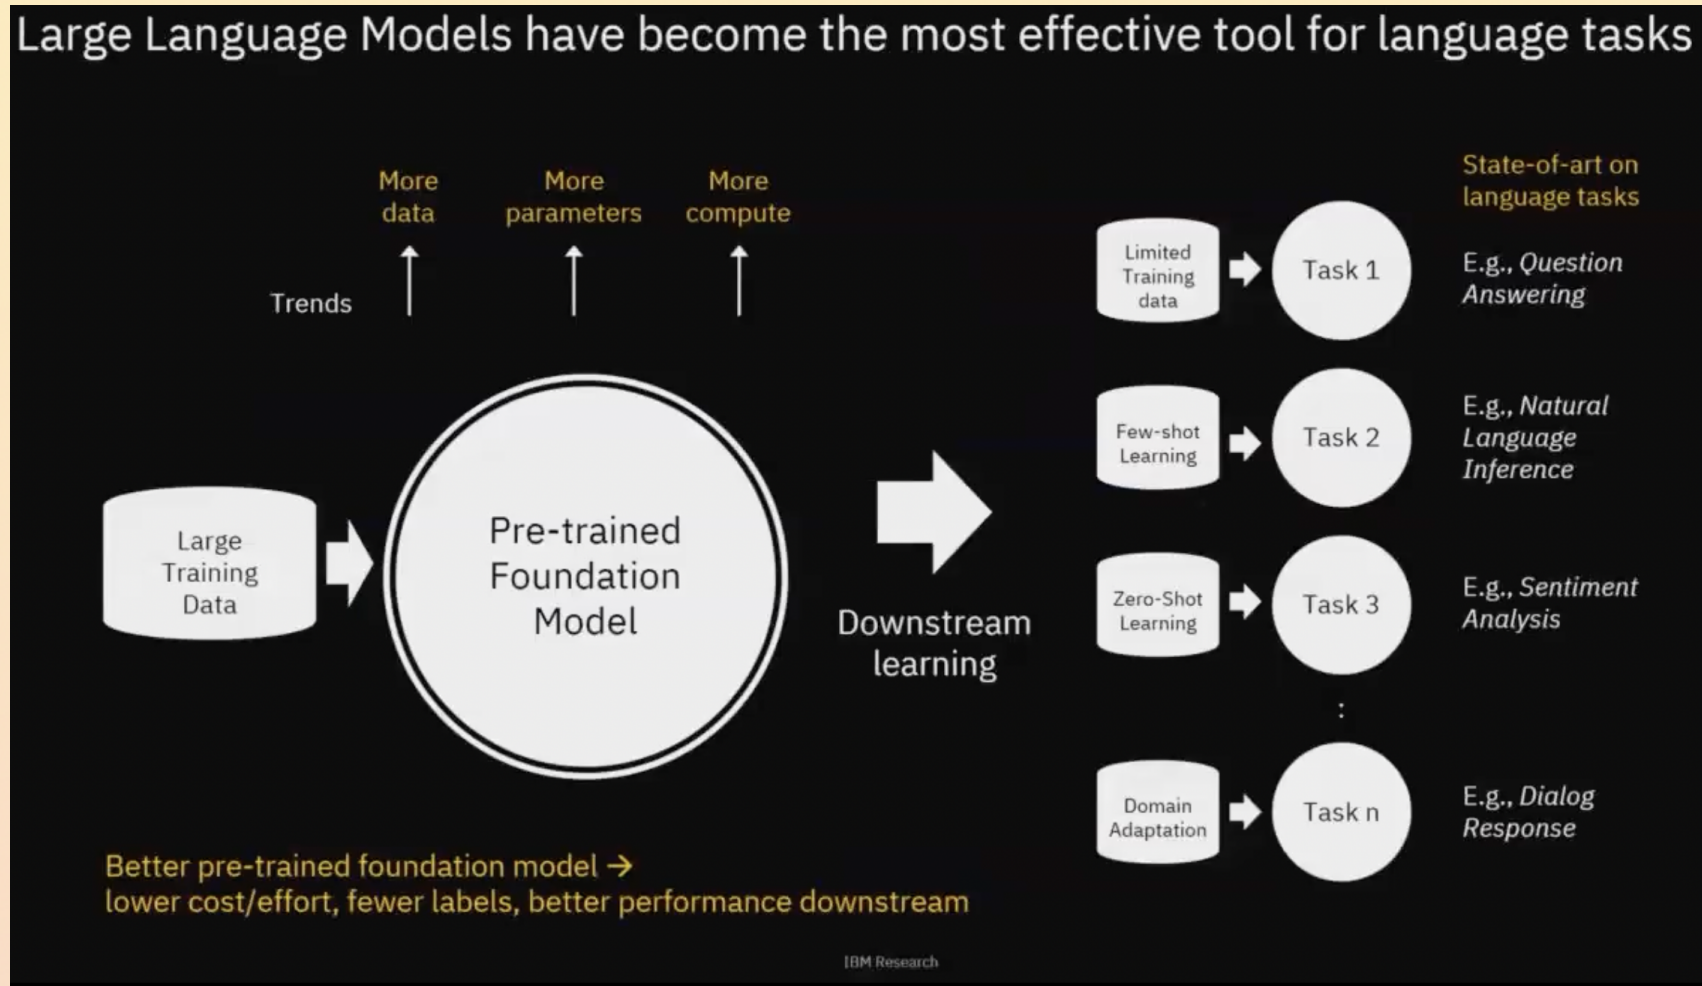 Large Language Models have become the most effective tool for language tasks
More
data
More
parameters
More
compute
Trends
Large
Training
Data
Pre-trained
Foundation
Model
Downstream
learning
State-of-art on
language tasks
Limited
Training
data
Task 1
E.g., Question
Answering
Few-shot
Learning
Task 2
E.g., Natural
Language
Inference
Zero-Shot
Learning
Task 3
E.g., Sentiment
Analysis
:
Domain
Adaptation
Task n
E.g., Dialog
Response
Better pre-trained foundation model →
lower cost/effort, fewer labels, better performance downstream
IBM Research